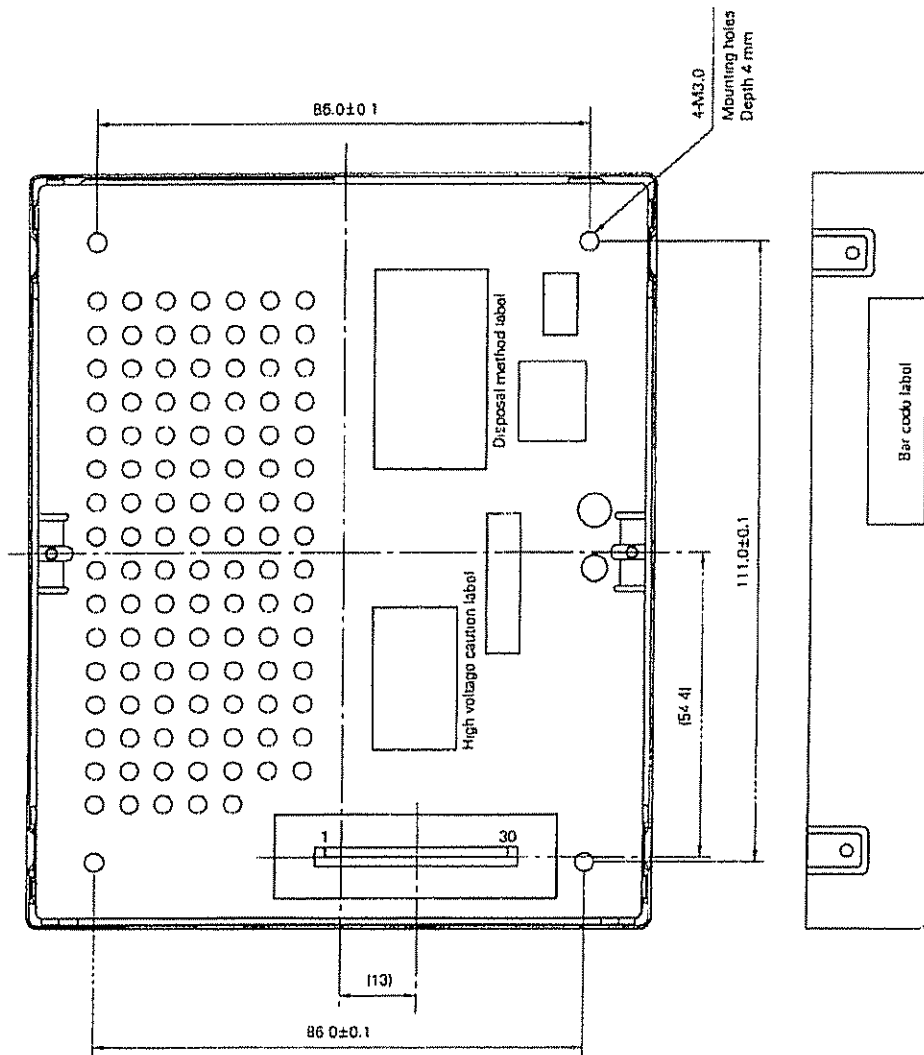 86.0±0.1
4-M3.0
Mounting holes
Depth 4 mm
Disposal method label
High voltage caution label
Bar code label
111.0±0.1
(54.4)
1
30
(13)
86.0±0.1